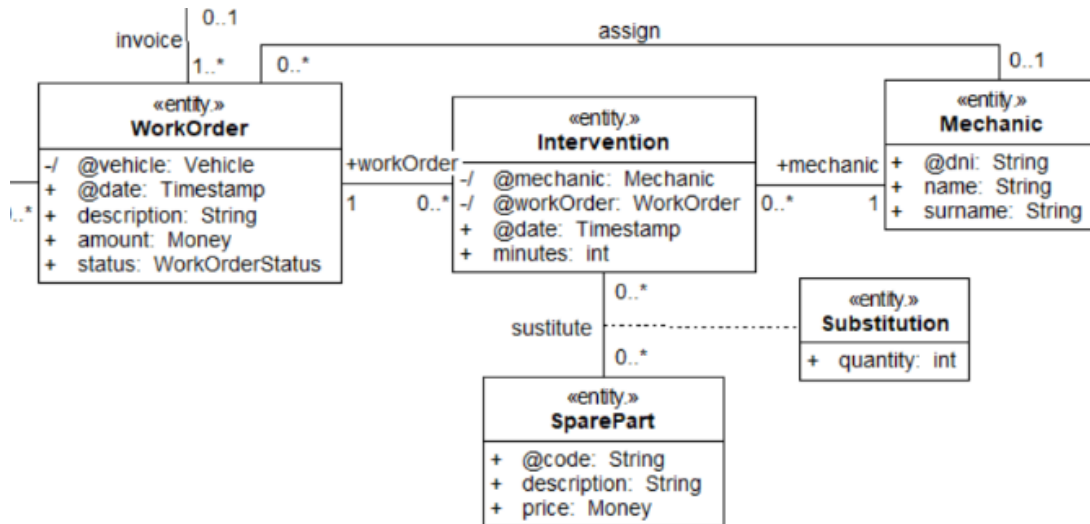 0..1
invoice
1..*
assign
0..*
0..1
«entity.»
WorkOrder
-/ @vehicle: Vehicle
+ @date: Timestamp
+ description: String
+ amount: Money
+ status: WorkOrderStatus
..*
+workOrder
1
0..*
«entity.»
Intervention
-/ @mechanic: Mechanic
-/ @workOrder: WorkOrder
+ @date: Timestamp
+ minutes: int
+mechanic
0..*
1
«entity.»
Mechanic
+ @dni: String
+ name: String
+ surname: String
0..*
sustitute
0..*
«entity.»
Substitution
+ quantity: int
«entity.»
SparePart
+ @code: String
+ description: String
+ price: Money